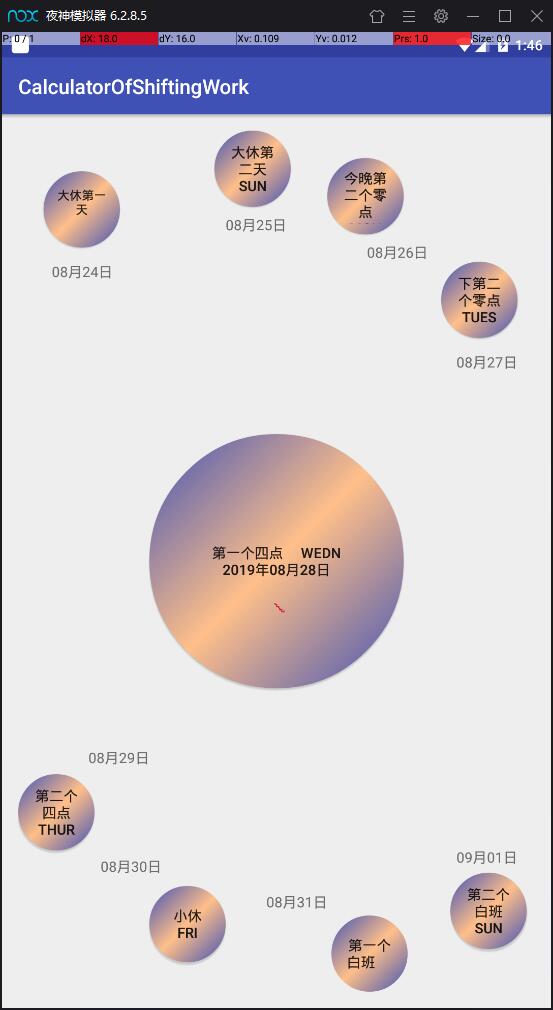 nox 夜神模拟器 6.2.8.5
P: 0 / 1 dX: 18.0 dY: 16.0 Xv: 0.109 Yv: 0.012 Prs: 1.0 Size: 0.0
1:46
CalculatorOfShiftingWork
大休第一
天
08月24日
大休第
二天
SUN
08月25日
今晚第
二个零
点
08月26日
下第二
个零点
TUES
08月27日
第一个四点 WEDN
2019年08月28日
08月29日
第二个
四点
THUR
08月30日
小休
FRI
08月31日
第一个
白班
09月01日
第二个
白班
SUN